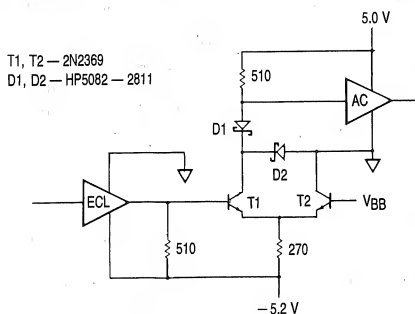 5.0 V
T1, T2 — 2N2369
D1, D2 — HP5082 — 2811
510
AC
D1
D2
ECL
T1
T2
VBB
510
270
−5.2 V